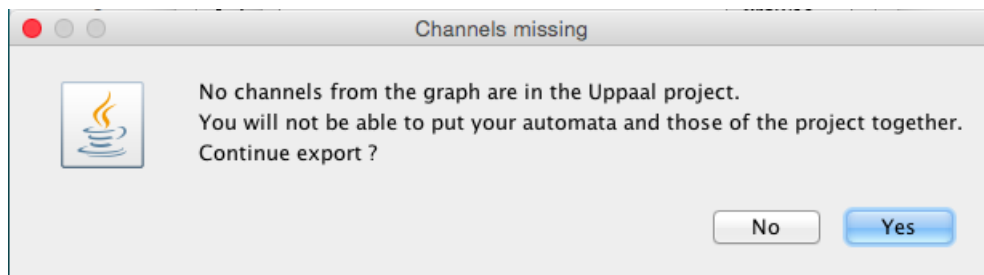 Channels missing
No channels from the graph are in the Uppaal project.
You will not be able to put your automata and those of the project together.
Continue export ?
No
Yes